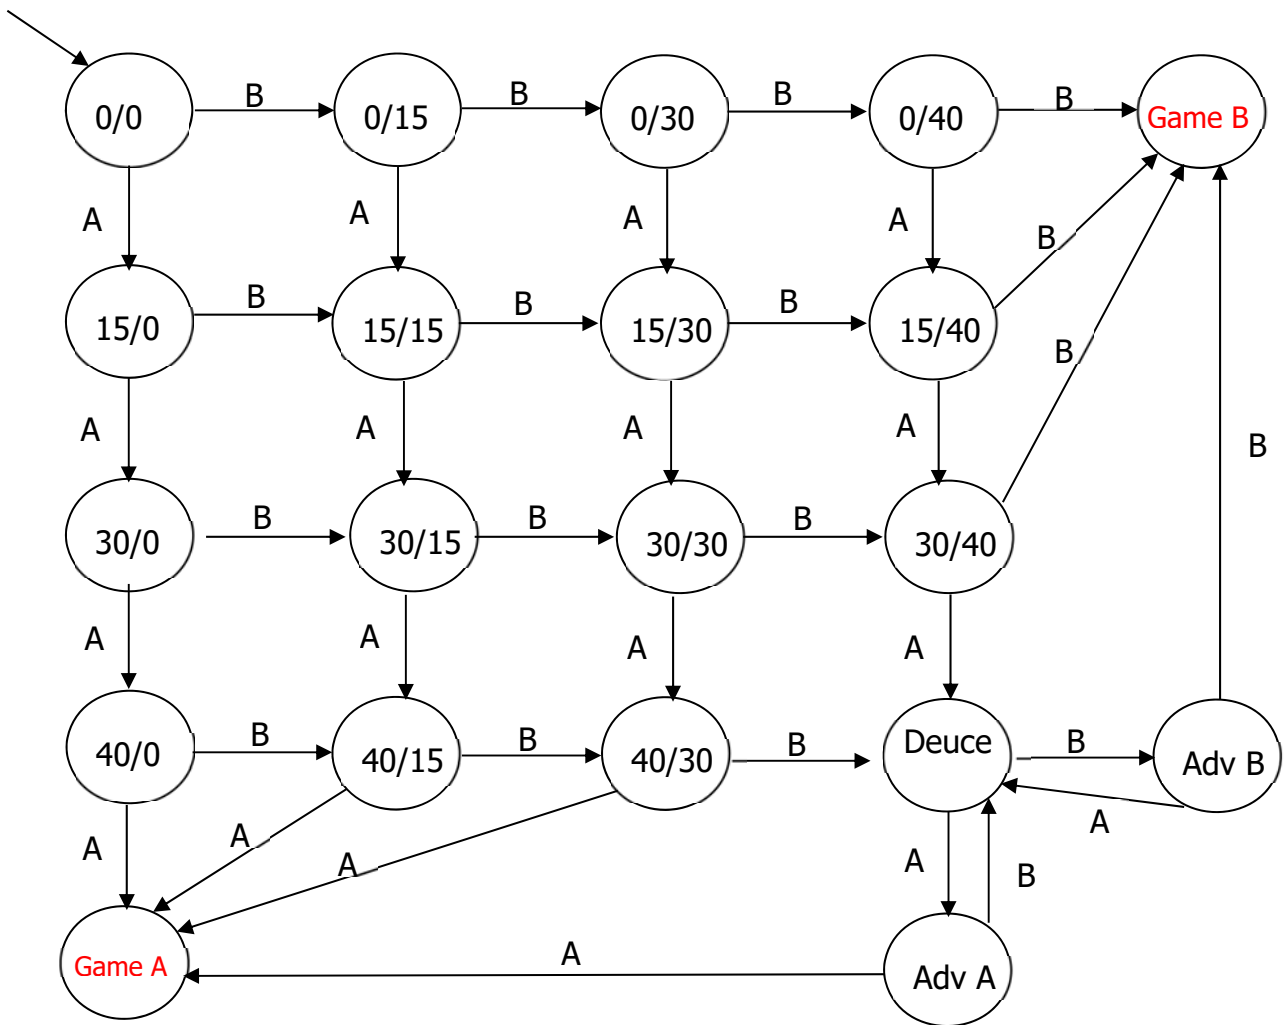 B B B B
0/0 0/15 0/30 0/40 Game B
A A A A B
B B B
15/0 15/15 15/30 15/40
B
A A A A B
B B B
30/0 30/15 30/30 30/40
A A A A
B B B Deuce B
40/0 40/15 40/30 Adv B
A A A A A B
A
Game A Adv A